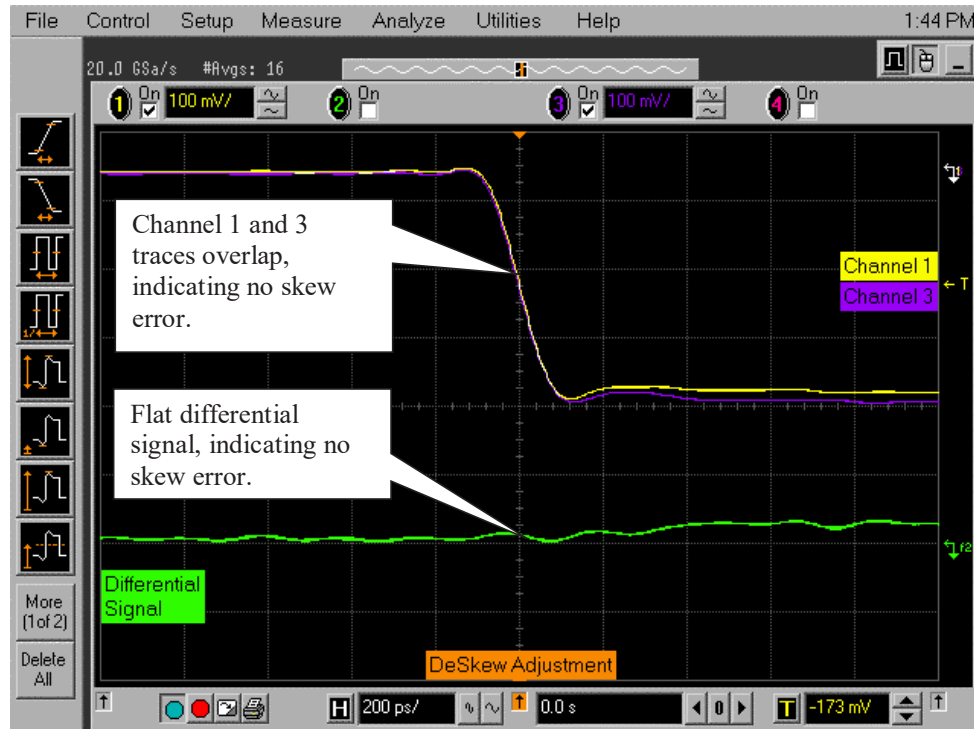 File Control Setup Measure Analyze Utilities Help 1:44 PM
20.0 GSa/s #Avgs: 16
1 On 100 mV/ 2 On 3 On 100 mV/ 4 On
Channel 1 and 3
traces overlap,
indicating no skew
error.
Channel 1
Channel 3
T
Flat differential
signal, indicating no
skew error.
f2
Differential
Signal
More
(1of 2)
Delete
All
DeSkew Adjustment
H 200 ps/ 0.0 s 0 T -173 mV